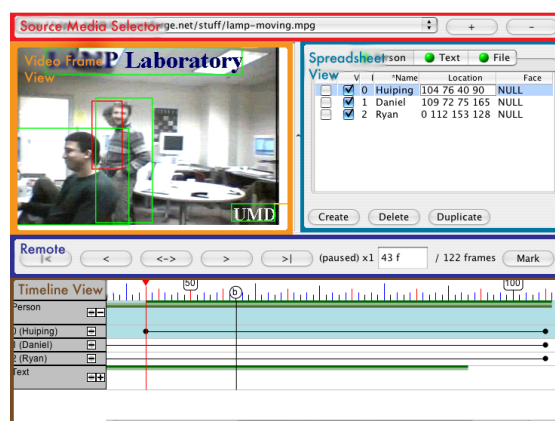 Source Media Selector rge.net/stuff/lamp-moving.mpg + -
Video Frame View
P Laboratory
UMD
Spreadsheet View
rson Text File
V I ^Name Location Face
0 Huiping 104 76 40 90 NULL
1 Daniel 109 72 75 165 NULL
2 Ryan 0 112 153 128 NULL
Create Delete Duplicate
Remote
|< < <-> > >| (paused) x1 43 f / 122 frames Mark
Timeline View 50 b 100
Person
0 (Huiping)
(Daniel)
2 (Ryan)
Text